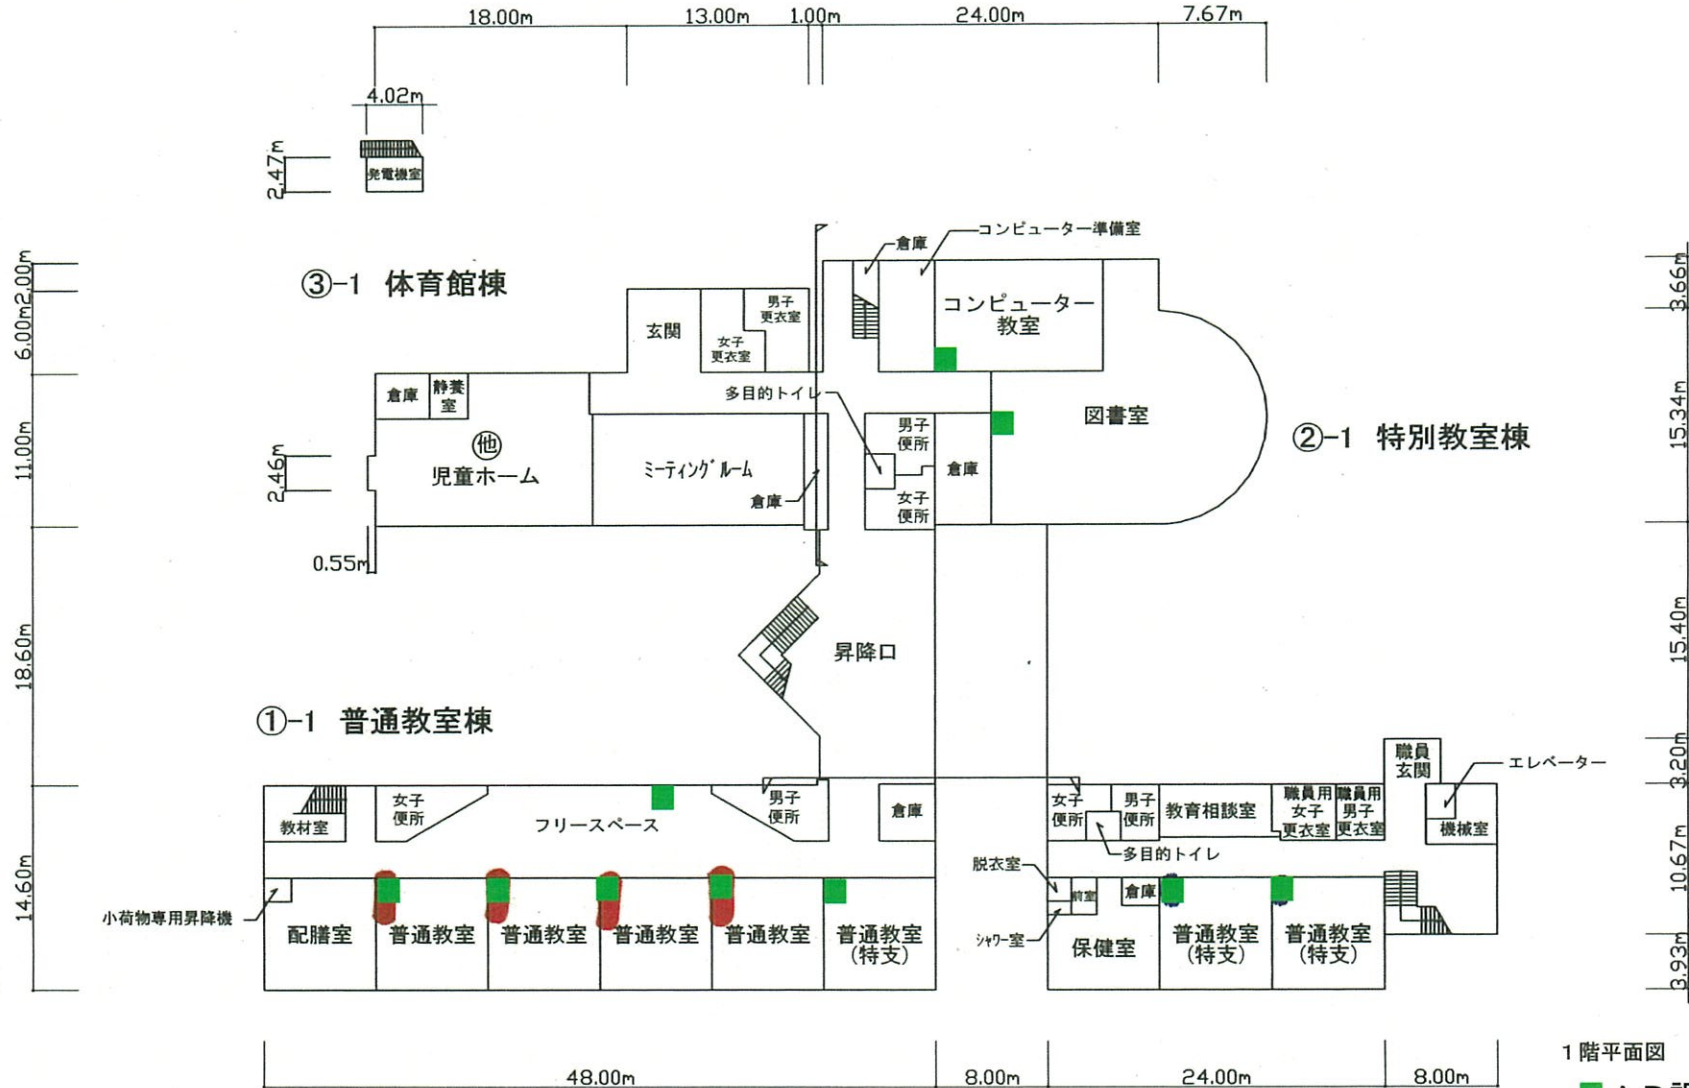 18.00m
13.00m
1.00m
24.00m
7.67m
4.02m
2.47m
発電機室
③-1 体育館棟
倉庫
コンピューター準備室
2.00m
6.00m
11.00m
18.60m
14.60m
玄関
男子
更衣室
女子
更衣室
コンピューター
教室
3.66m
15.34m
15.40m
3.20m
10.67m
3.93m
倉庫
静養
室
多目的トイレ
男子
便所
図書室
②-1 特別教室棟
他
児童ホーム
ミーティングルーム
倉庫
倉庫
女子
便所
2.46m
0.55m
昇降口
①-1 普通教室棟
職員
玄関
エレベーター
教材室
女子
便所
フリースペース
男子
便所
倉庫
女子
便所
男子
便所
教育相談室
職員用
女子
更衣室
職員用
男子
更衣室
機械室
多目的トイレ
脱衣室
前室
倉庫
シャワー室
小荷物専用昇降機
配膳室
普通教室
普通教室
普通教室
普通教室
普通教室
(特支)
保健室
普通教室
(特支)
普通教室
(特支)
48.00m
8.00m
24.00m
8.00m
1階平面図